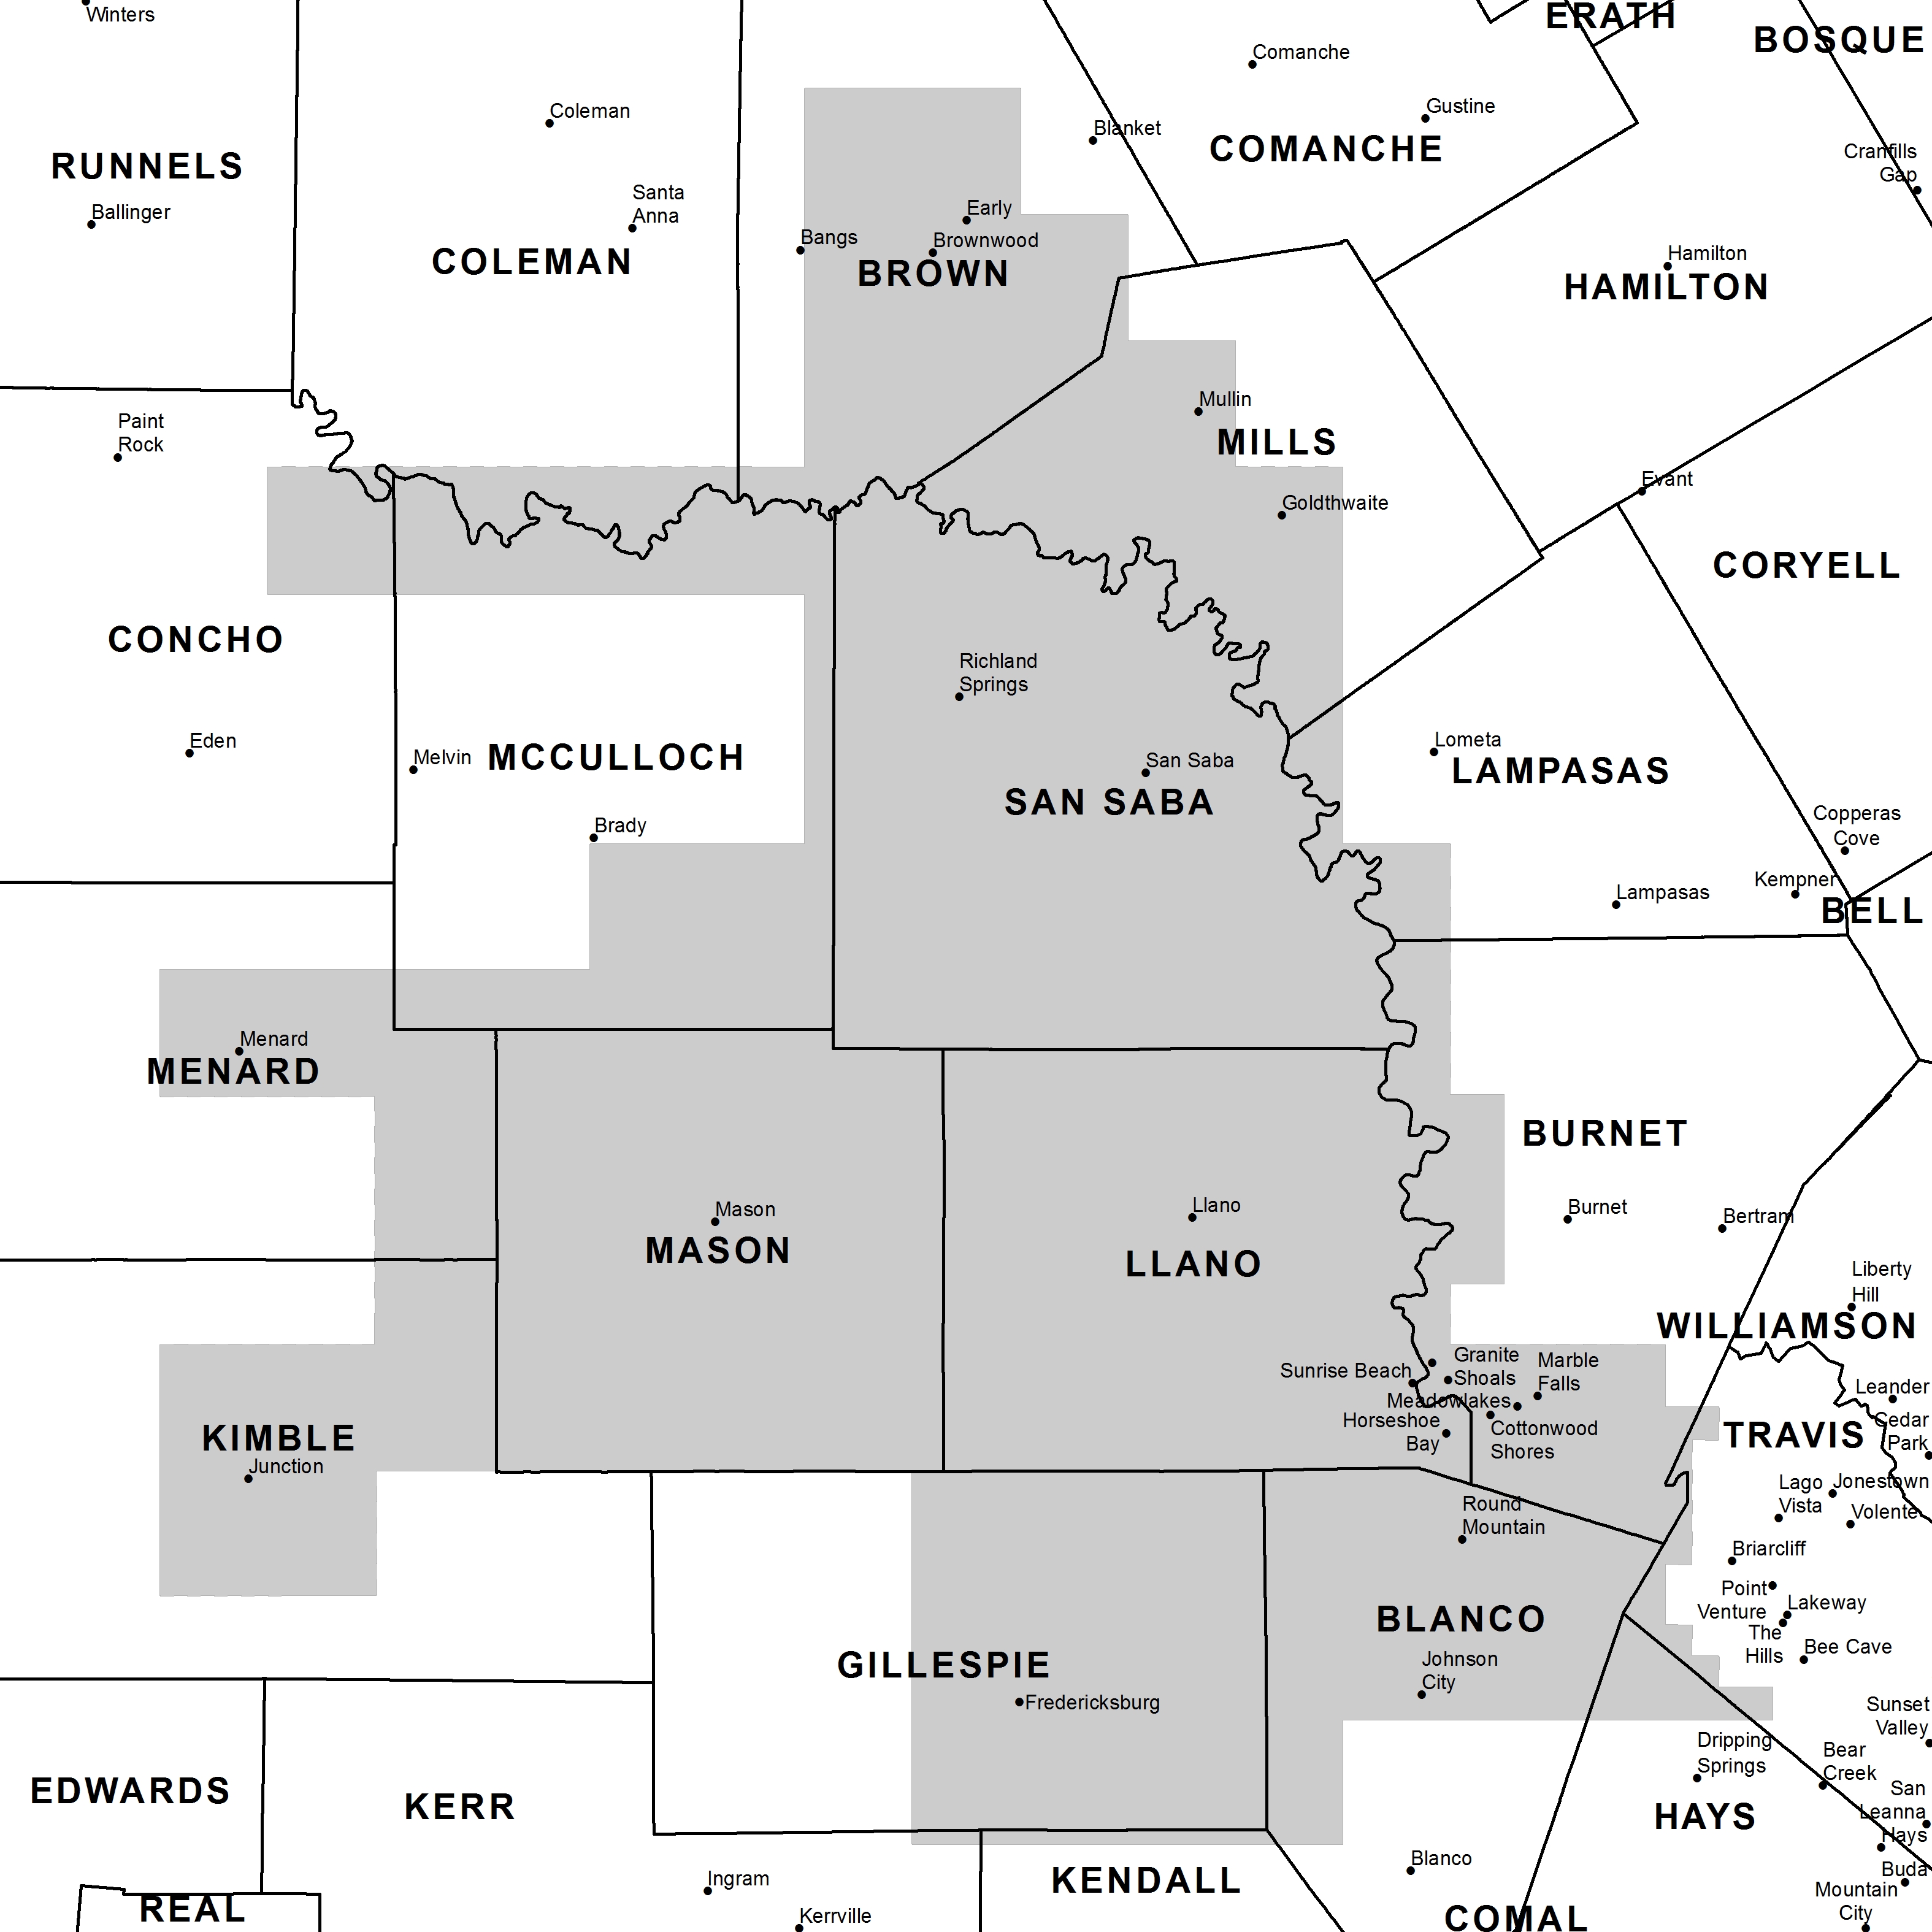 Winters
ERATH
BOSQUE
Comanche
Coleman
Gustine
Blanket
COMANCHE
RUNNELS
Cranfills
Gap
Santa
Anna
Ballinger
Early
Bangs
Brownwood
COLEMAN
BROWN
Hamilton
HAMILTON
Paint
Rock
Mullin
MILLS
Evant
Goldthwaite
CORYELL
CONCHO
Richland
Springs
Eden
Melvin
MCCULLOCH
San Saba
SAN SABA
Lometa
LAMPASAS
Copperas
Cove
Brady
Lampasas
Kempner
BELL
Menard
MENARD
BURNET
Mason
MASON
Llano
LLANO
Burnet
Bertram
Liberty
Hill
WILLIAMSON
Sunrise Beach
Granite
Shoals
Marble
Falls
Meadowlakes
Horseshoe
Bay
Cottonwood
Shores
Leander
Cedar
Park
TRAVIS
KIMBLE
Junction
Lago
Vista
Jonestown
Volente
Round
Mountain
Briarcliff
Point
Venture
Lakeway
The
Hills
Bee Cave
BLANCO
Johnson
City
GILLESPIE
Fredericksburg
Sunset
Valley
Dripping
Springs
Bear
Creek
San
Leanna
Hays
Buda
Mountain
City
HAYS
EDWARDS
KERR
Ingram
Kerrville
KENDALL
Blanco
COMAL
REAL